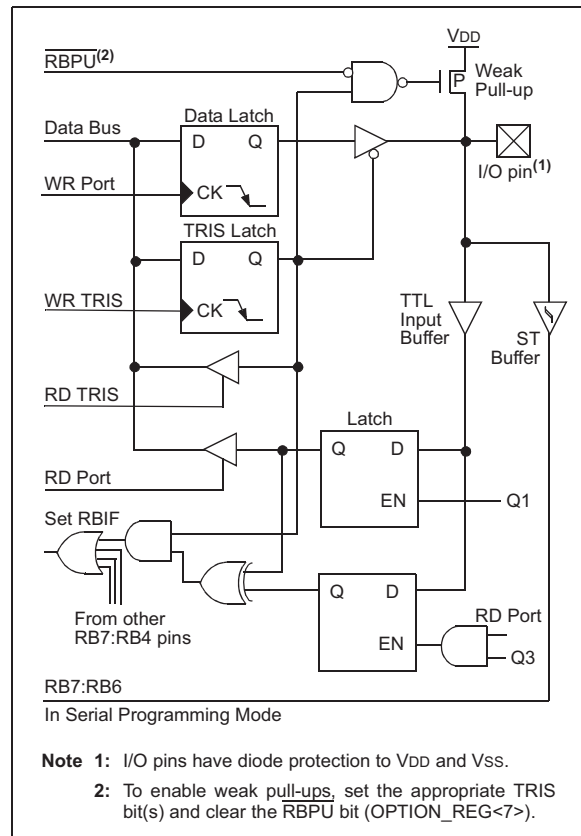 VDD
RBPU(2)
P
Weak
Pull-up
Data Bus
Data Latch
D Q
I/O pin(1)
WR Port
CK
TRIS Latch
D Q
WR TRIS
CK
TTL
Input
Buffer
ST
Buffer
RD TRIS
Latch
Q D
RD Port
EN
Q1
Set RBIF
Q D
RD Port
From other
RB7:RB4 pins
EN
Q3
RB7:RB6
In Serial Programming Mode
Note 1: I/O pins have diode protection to VDD and VSS.
2: To enable weak pull-ups, set the appropriate TRIS
bit(s) and clear the RBPU bit (OPTION_REG<7>).